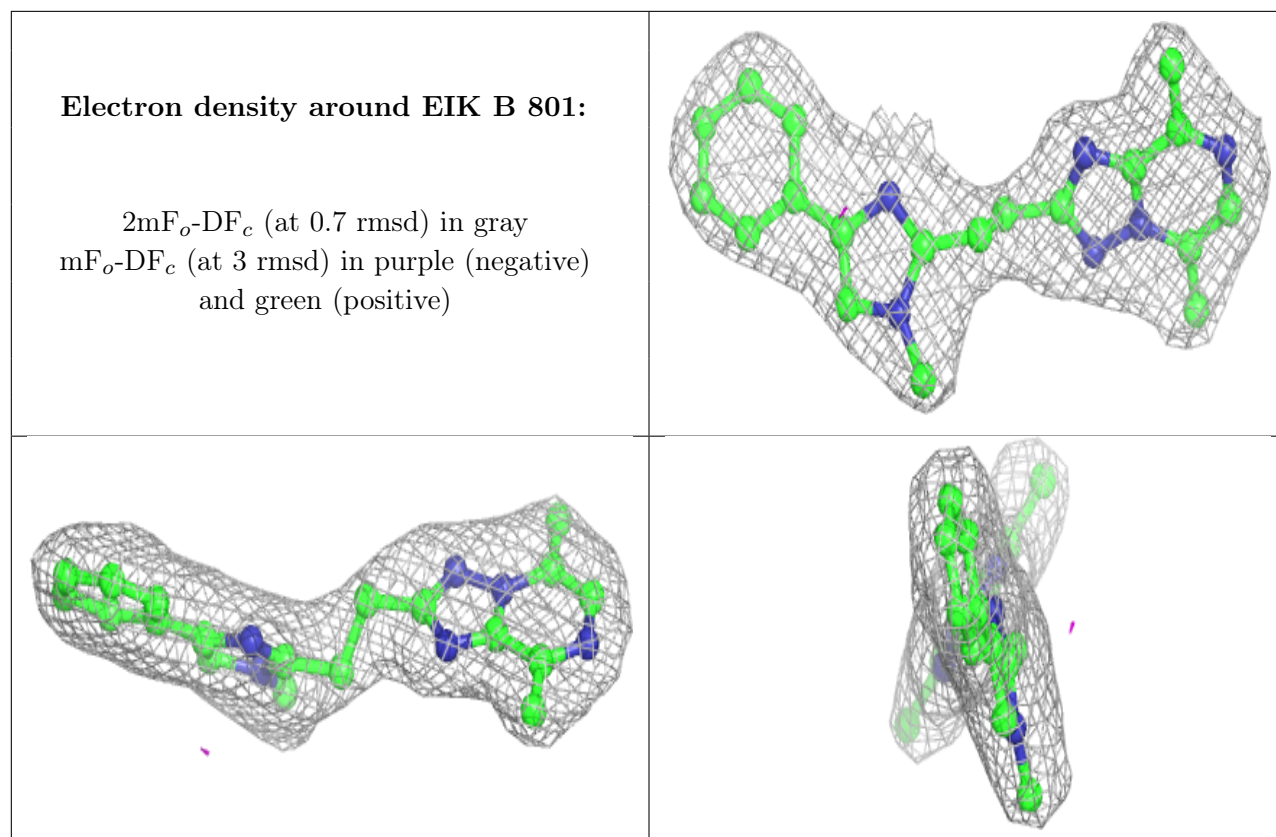 Electron density around EIK B 801:
2mFo-DFc (at 0.7 rmsd) in gray
mFo-DFc (at 3 rmsd) in purple (negative)
and green (positive)